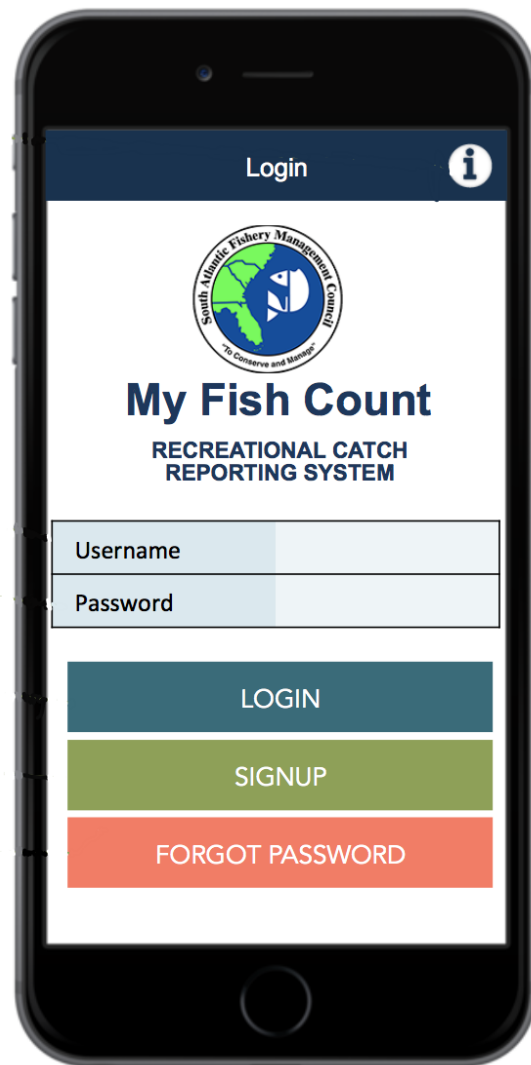 Login
i
South Atlantic Fishery Management Council
"To Conserve and Manage"
My Fish Count
RECREATIONAL CATCH
REPORTING SYSTEM
Username
Password
LOGIN
SIGNUP
FORGOT PASSWORD